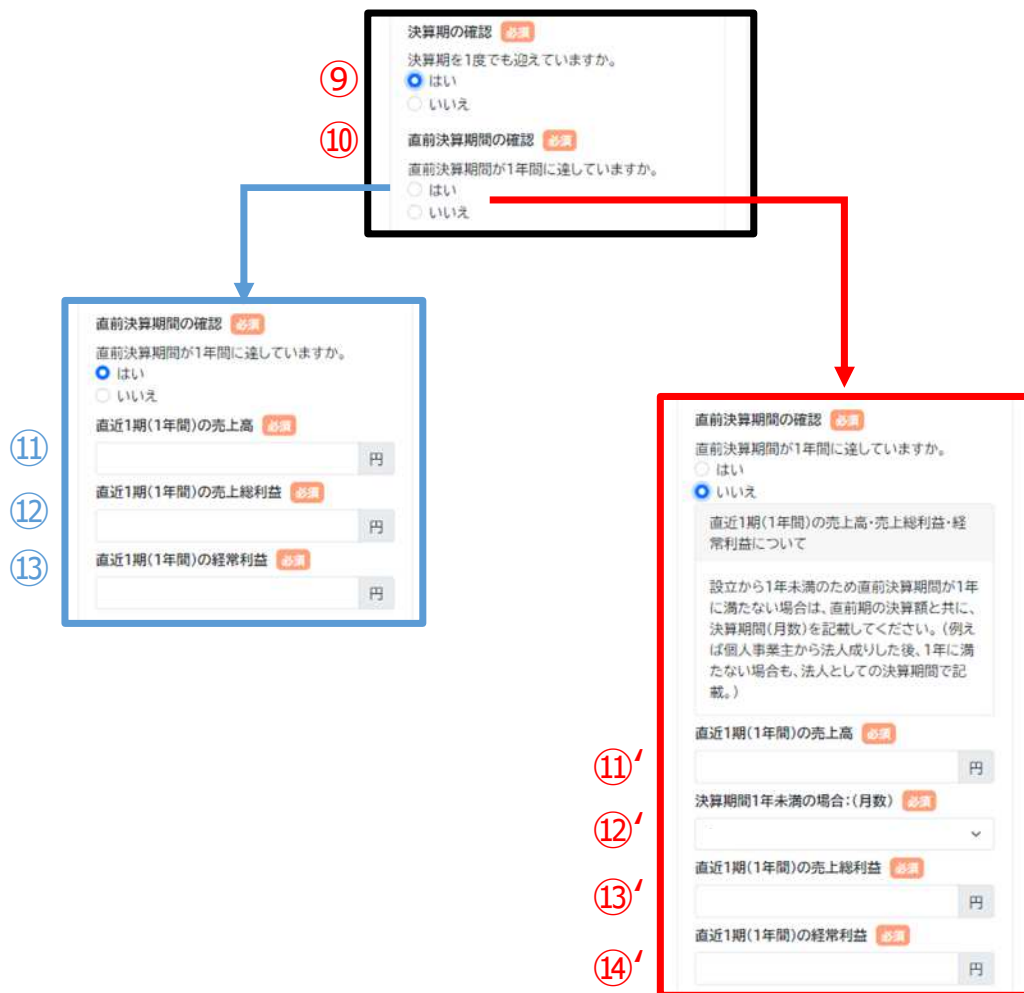 決算期の確認 必須
決算期を1度でも迎えていますか。
⑨
はい
いいえ
⑩
直前決算期間の確認 必須
直前決算期間が1年間に達していますか。
はい
いいえ
直前決算期間の確認 必須
直前決算期間が1年間に達していますか。
はい
いいえ
直近1期(1年間)の売上高 必須
⑪
円
直近1期(1年間)の売上総利益 必須
⑫
円
直近1期(1年間)の経常利益 必須
⑬
円
直前決算期間の確認 必須
直前決算期間が1年間に達していますか。
はい
いいえ
直近1期(1年間)の売上高・売上総利益・経
常利益について
設立から1年未満のため直前決算期間が1年
に満たない場合は、直前期の決算額と共に、
決算期間(月数)を記載してください。(例え
ば個人事業主から法人成りした後、1年に満
たない場合も、法人としての決算期間で記
載。)
直近1期(1年間)の売上高 必須
⑪‘
円
決算期間1年未満の場合:(月数) 必須
⑫‘
直近1期(1年間)の売上総利益 必須
⑬‘
円
直近1期(1年間)の経常利益 必須
⑭‘
円